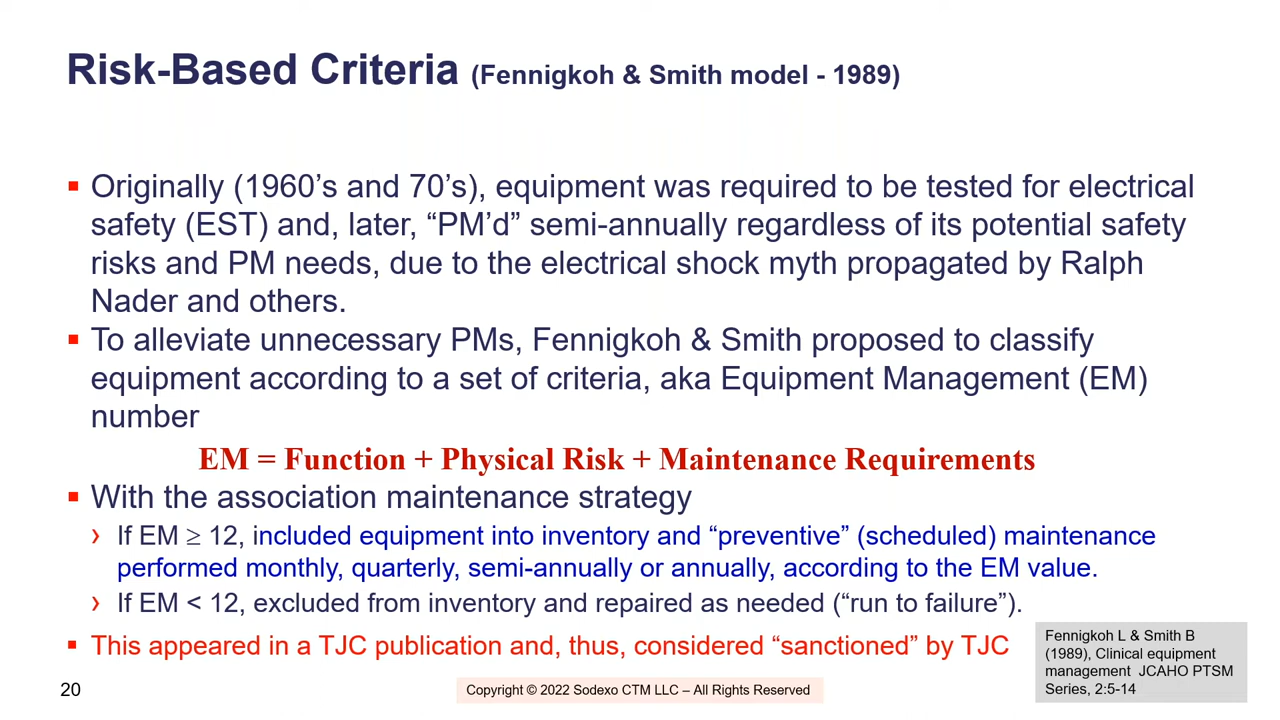 Risk-Based Criteria (Fennigkoh & Smith model - 1989)
▪ Originally (1960’s and 70’s), equipment was required to be tested for electrical
safety (EST) and, later, “PM’d” semi-annually regardless of its potential safety
risks and PM needs, due to the electrical shock myth propagated by Ralph
Nader and others.
▪ To alleviate unnecessary PMs, Fennigkoh & Smith proposed to classify
equipment according to a set of criteria, aka Equipment Management (EM)
number
EM = Function + Physical Risk + Maintenance Requirements
▪ With the association maintenance strategy
› If EM ≥ 12, included equipment into inventory and “preventive” (scheduled) maintenance
performed monthly, quarterly, semi-annually or annually, according to the EM value.
› If EM < 12, excluded from inventory and repaired as needed (“run to failure”).
▪ This appeared in a TJC publication and, thus, considered “sanctioned” by TJC
Fennigkoh L & Smith B
(1989), Clinical equipment
management JCAHO PTSM
Series, 2:5-14
20
Copyright © 2022 Sodexo CTM LLC – All Rights Reserved